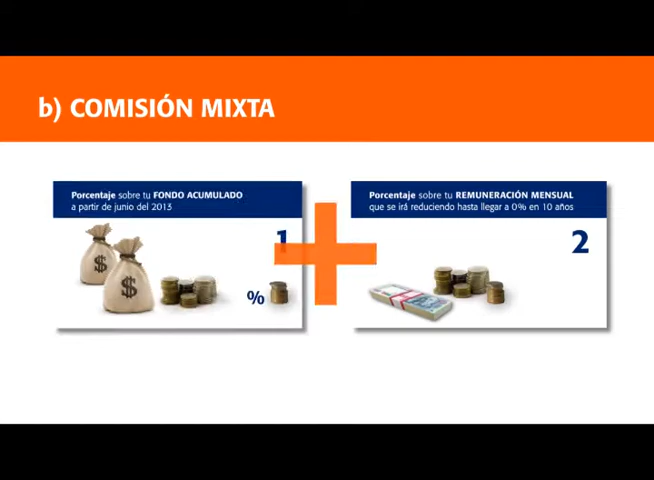 b) COMISIÓN MIXTA
Porcentaje sobre tu FONDO ACUMULADO
a partir de junio del 2013
1
$
$
%
Porcentaje sobre tu REMUNERACIÓN MENSUAL
que se irá reduciendo hasta llegar a 0% en 10 años
2